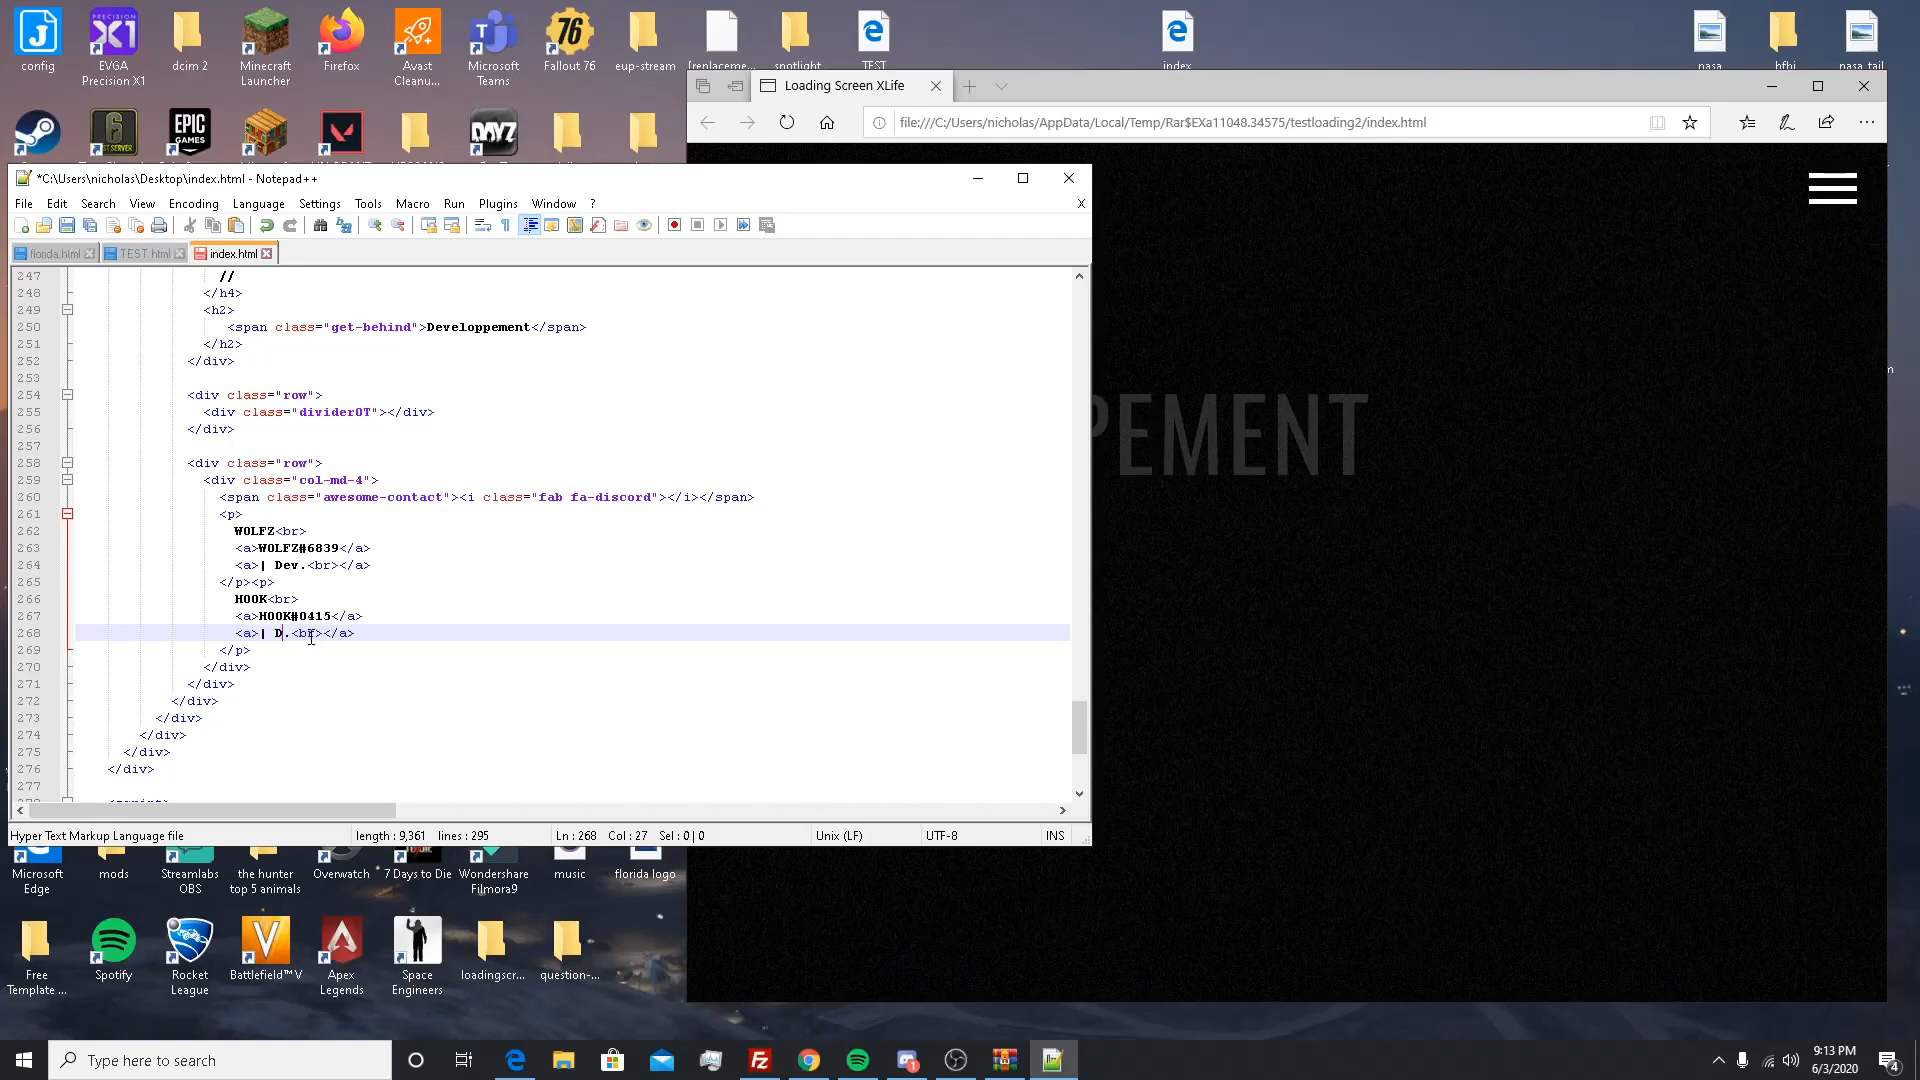 config
EVGA
Precision X1
dcim 2
Minecraft
Launcher
Firefox
Avast
Cleanu...
Microsoft
Teams
Fallout 76
eup-stream
[replaceme...
spotlight
TEST
index
nasa
bfhi
nasa tail
Loading Screen XLife
file:///C:/Users/nicholas/AppData/Local/Temp/Rar$EXa11048.34575/testloading2/index.html
*C:\Users\nicholas\Desktop\index.html - Notepad++
File Edit Search View Encoding Language Settings Tools Macro Run Plugins Window ?
X
florida.html
TEST html
index.html
247 //
248 </h4>
249 <h2>
250 <span class="get-behind">Developpement</span>
251 </h2>
252 </div>
253
254 <div class="row">
255 <div class="dividerOT"></div>
256 </div>
257
258 <div class="row">
259 <div class="col-md-4">
260 <span class="awesome-contact"><i class="fab fa-discord"></i></span>
261 <p>
262 WOLFZ<br>
263 <a>WOLFZ#6839</a>
264 <a>| Dev.<br></a>
265 </p><p>
266 HOOK<br>
267 <a>HOOK#0415</a>
268 <a>| D.<br></a>
269 </p>
270 </div>
271 </div>
272 </div>
273 </div>
274 </div>
275 </div>
276 </div>
277
PEMENT
Hyper Text Markup Language file
length : 9,361 lines : 295
Ln : 268 Col : 27 Sel : 0 | 0
Unix (LF)
UTF-8
INS
Microsoft
Edge
mods
Streamlabs
OBS
the hunter
top 5 animals
Overwatch
7 Days to Die
Wondershare
Filmora9
music
florida logo
Free
Template ...
Spotify
Rocket
League
Battlefield™ V
Apex
Legends
Space
Engineers
loadingscr...
question-...
Type here to search
9:13 PM
6/3/2020
4